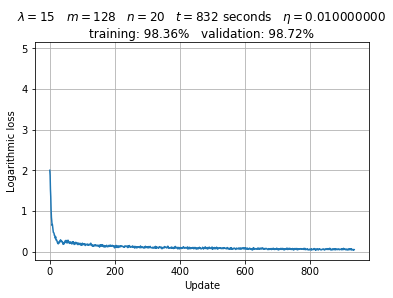 λ = 15 m = 128 n = 20 t = 832 seconds η = 0.010000000
training: 98.36% validation: 98.72%
5
4
3
2
1
0
Logarithmic loss
0 200 400 600 800
Update